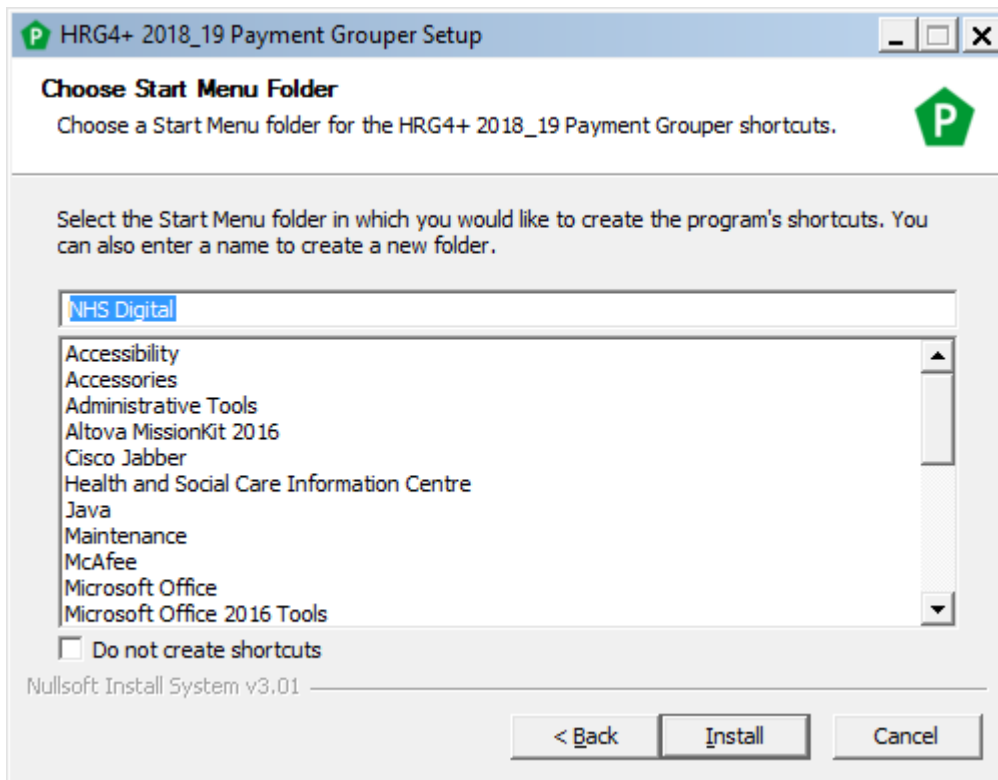 HRG4+ 2018_19 Payment Grouper Setup
Choose Start Menu Folder
Choose a Start Menu folder for the HRG4+ 2018_19 Payment Grouper shortcuts.
P
Select the Start Menu folder in which you would like to create the program's shortcuts. You
can also enter a name to create a new folder.
NHS Digital
Accessibility
Accessories
Administrative Tools
Altova MissionKit 2016
Cisco Jabber
Health and Social Care Information Centre
Java
Maintenance
McAfee
Microsoft Office
Microsoft Office 2016 Tools
Do not create shortcuts
Nullsoft Install System v3.01
< Back Install Cancel